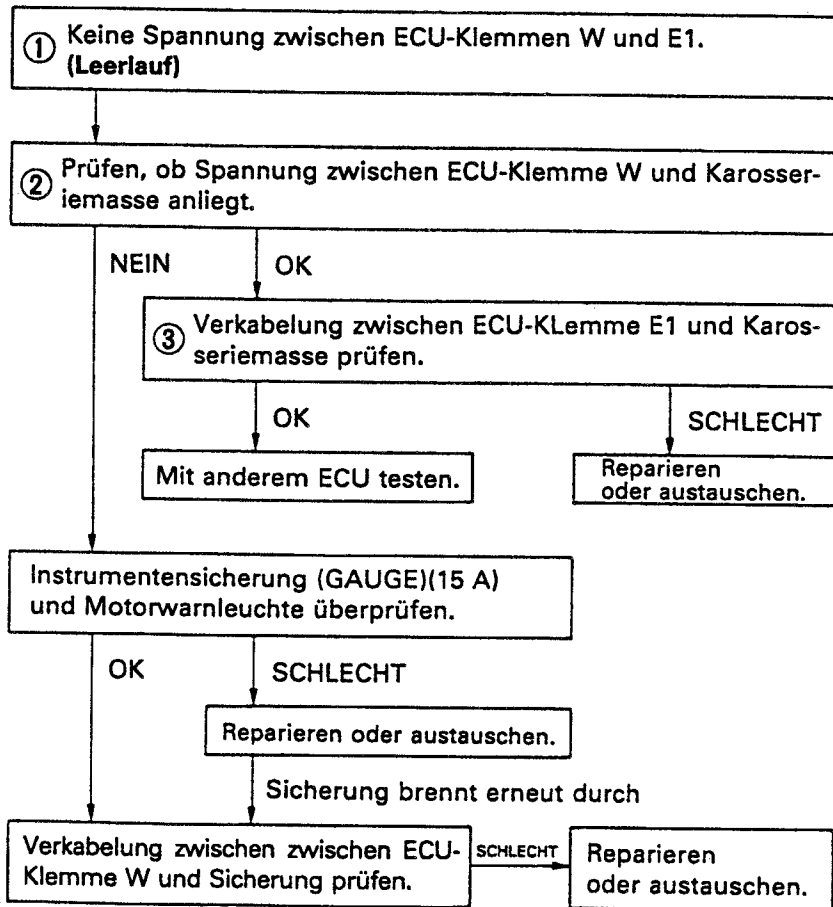 ① Keine Spannung zwischen ECU-Klemmen W und E1.
(Leerlauf)
② Prüfen, ob Spannung zwischen ECU-Klemme W und Karosser-
iemasse anliegt.
NEIN
OK
③ Verkabelung zwischen ECU-KLemme E1 und Karos-
seriemasse prüfen.
OK
SCHLECHT
Mit anderem ECU testen.
Reparieren
oder austauschen.
Instrumentensicherung (GAUGE)(15 A)
und Motorwarnleuchte überprüfen.
OK
SCHLECHT
Reparieren oder austauschen.
Sicherung brennt erneut durch
Verkabelung zwischen zwischen ECU-
Klemme W und Sicherung prüfen.
SCHLECHT
Reparieren
oder austauschen.